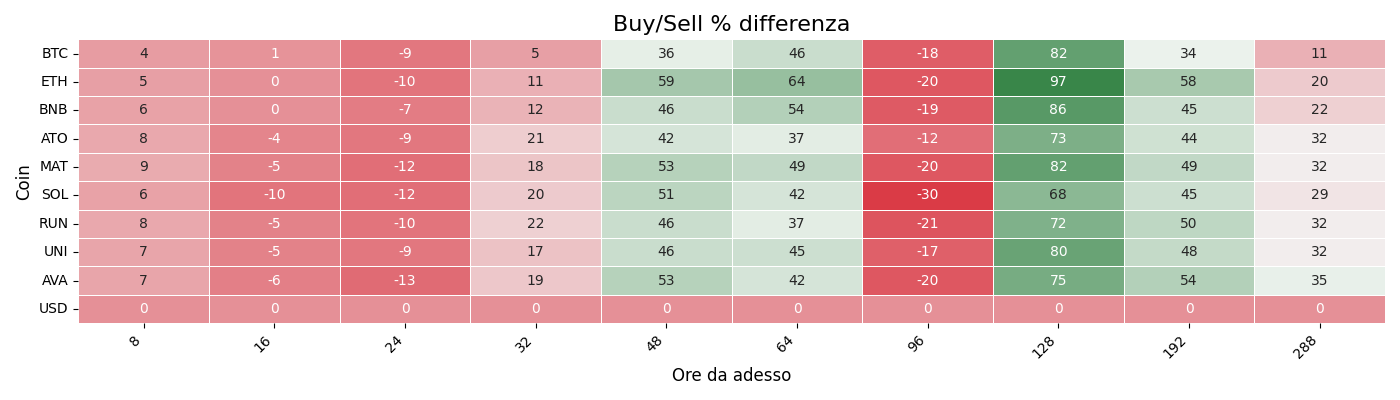 Buy/Sell % differenza
Coin
BTC 4 1 -9 5 36 46 -18 82 34 11
ETH 5 0 -10 11 59 64 -20 97 58 20
BNB 6 0 -7 12 46 54 -19 86 45 22
ATO 8 -4 -9 21 42 37 -12 73 44 32
MAT 9 -5 -12 18 53 49 -20 82 49 32
SOL 6 -10 -12 20 51 42 -30 68 45 29
RUN 8 -5 -10 22 46 37 -21 72 50 32
UNI 7 -5 -9 17 46 45 -17 80 48 32
AVA 7 -6 -13 19 53 42 -20 75 54 35
USD 0 0 0 0 0 0 0 0 0 0
8 16 24 32 48 64 96 128 192 288
Ore da adesso